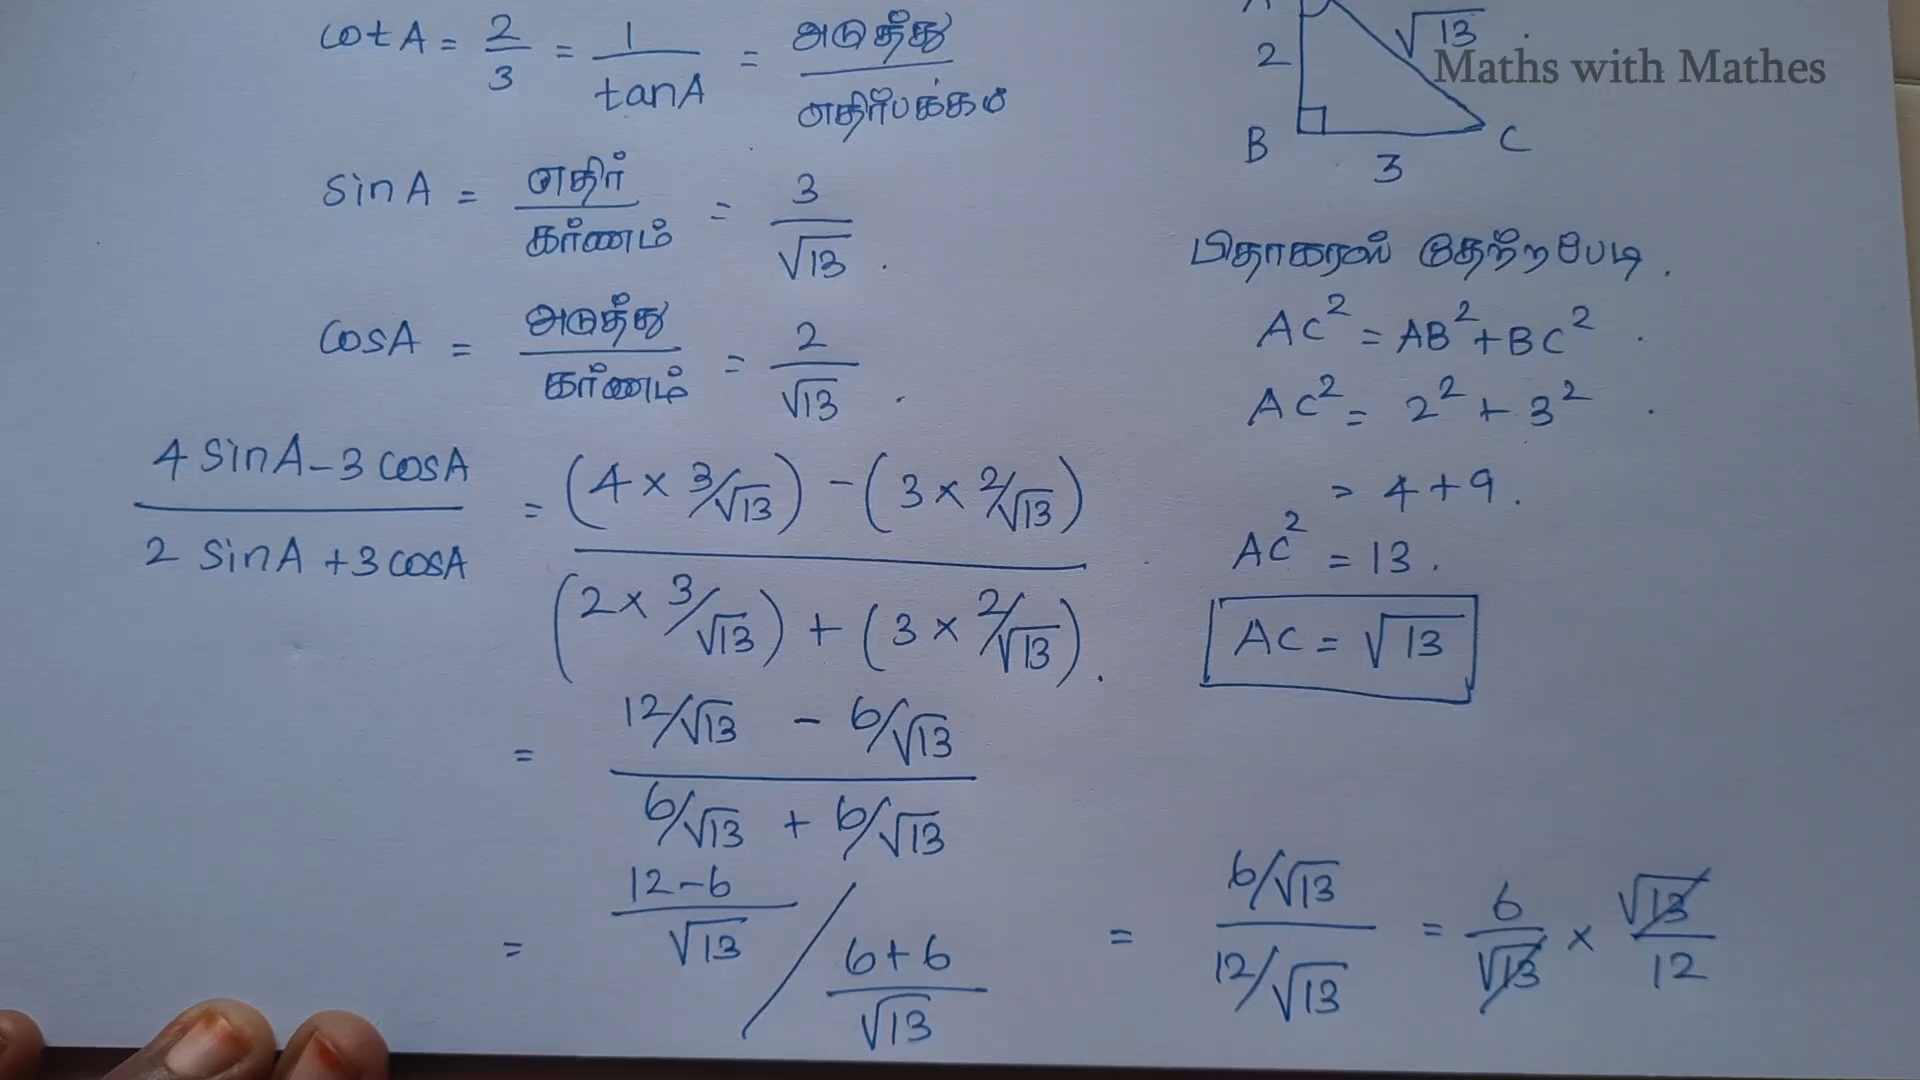 cot A = 2/3 = 1/tanA = அடுத்து/எதிர்பக்கம்
sin A = எதிர்/கர்ணம் = 3/√13 .
cosA = அடுத்து/கர்ணம் = 2/√13 .
4 sinA - 3 cosA / 2 sinA + 3 cosA = (4 × 3/√13) - (3 × 2/√13) / (2 × 3/√13) + (3 × 2/√13) .
= 12/√13 - 6/√13 / 6/√13 + 6/√13
= 12-6/√13 / 6+6/√13 = 6/√13 / 12/√13 = 6/√13 × √13/12
A
2
√13
Maths with Mathes
B
3
C
பிதாகரஸ் தேற்றபடி .
AC² = AB² + BC² .
AC² = 2² + 3² .
= 4 + 9 .
AC² = 13 .
AC = √13